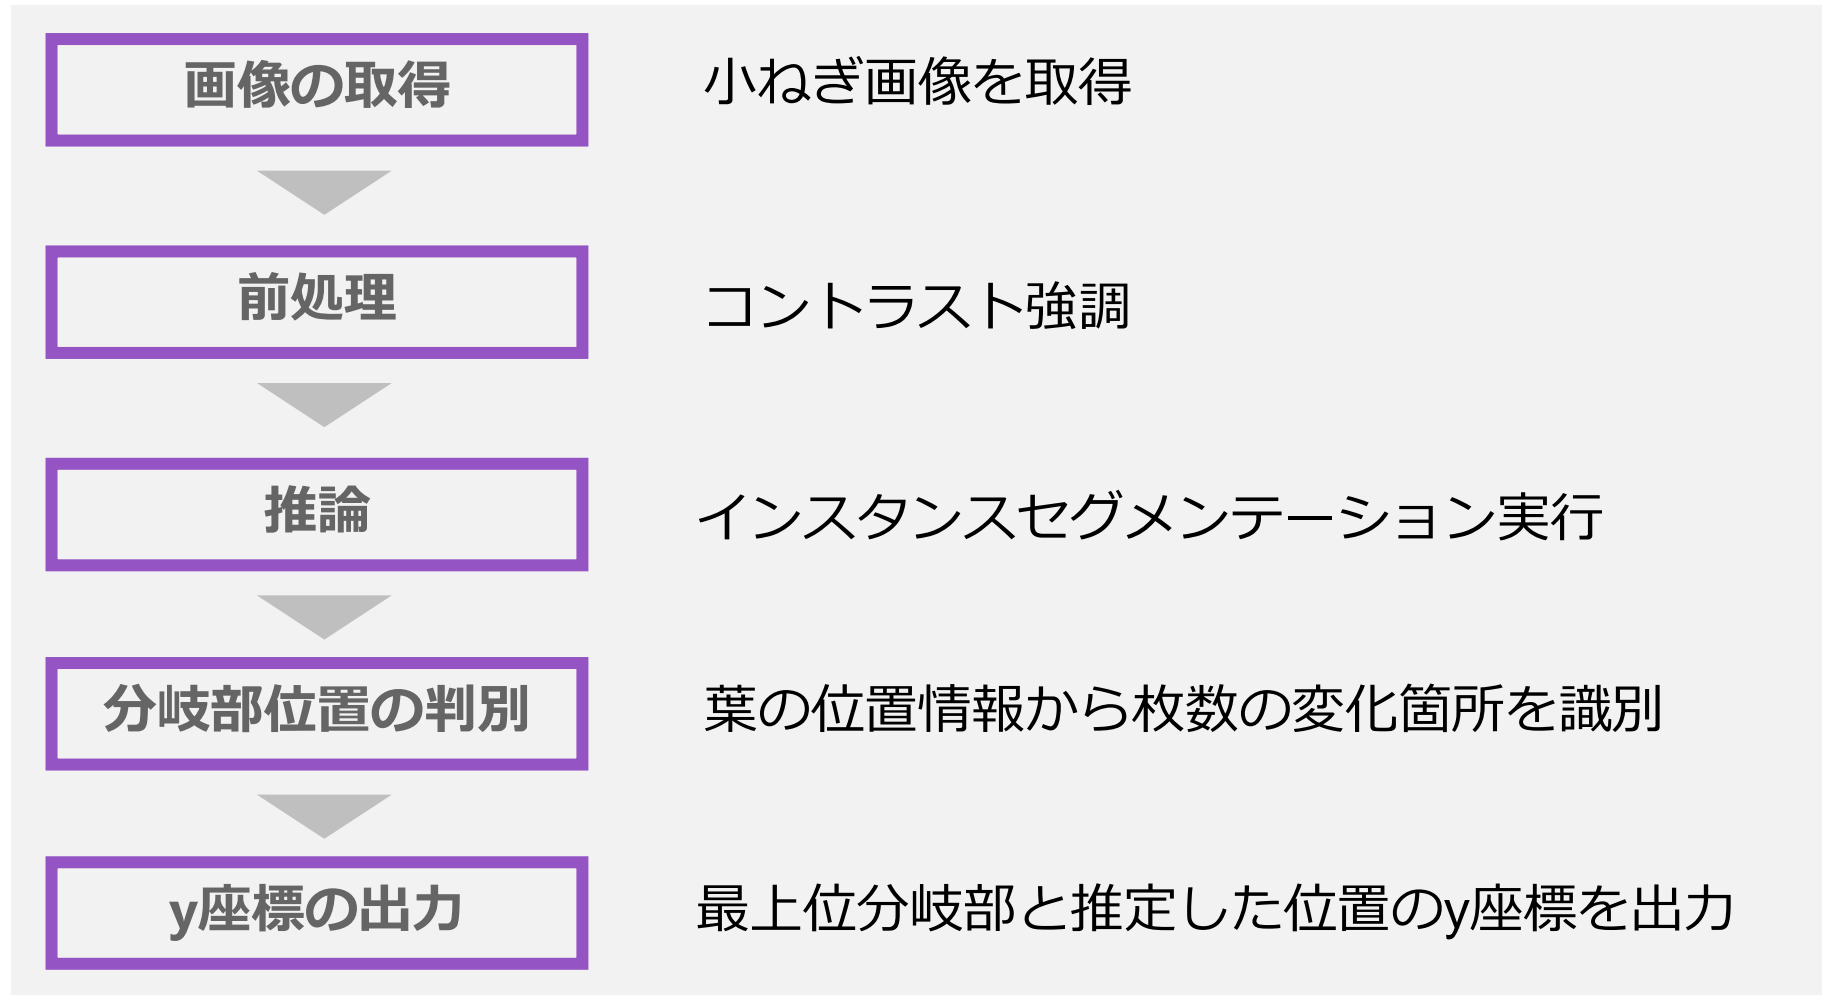 画像の取得
小ねぎ画像を取得
前処理
コントラスト強調
推論
インスタンスセグメンテーション実行
分岐部位置の判別
葉の位置情報から枚数の変化箇所を識別
y座標の出力
最上位分岐部と推定した位置のy座標を出力